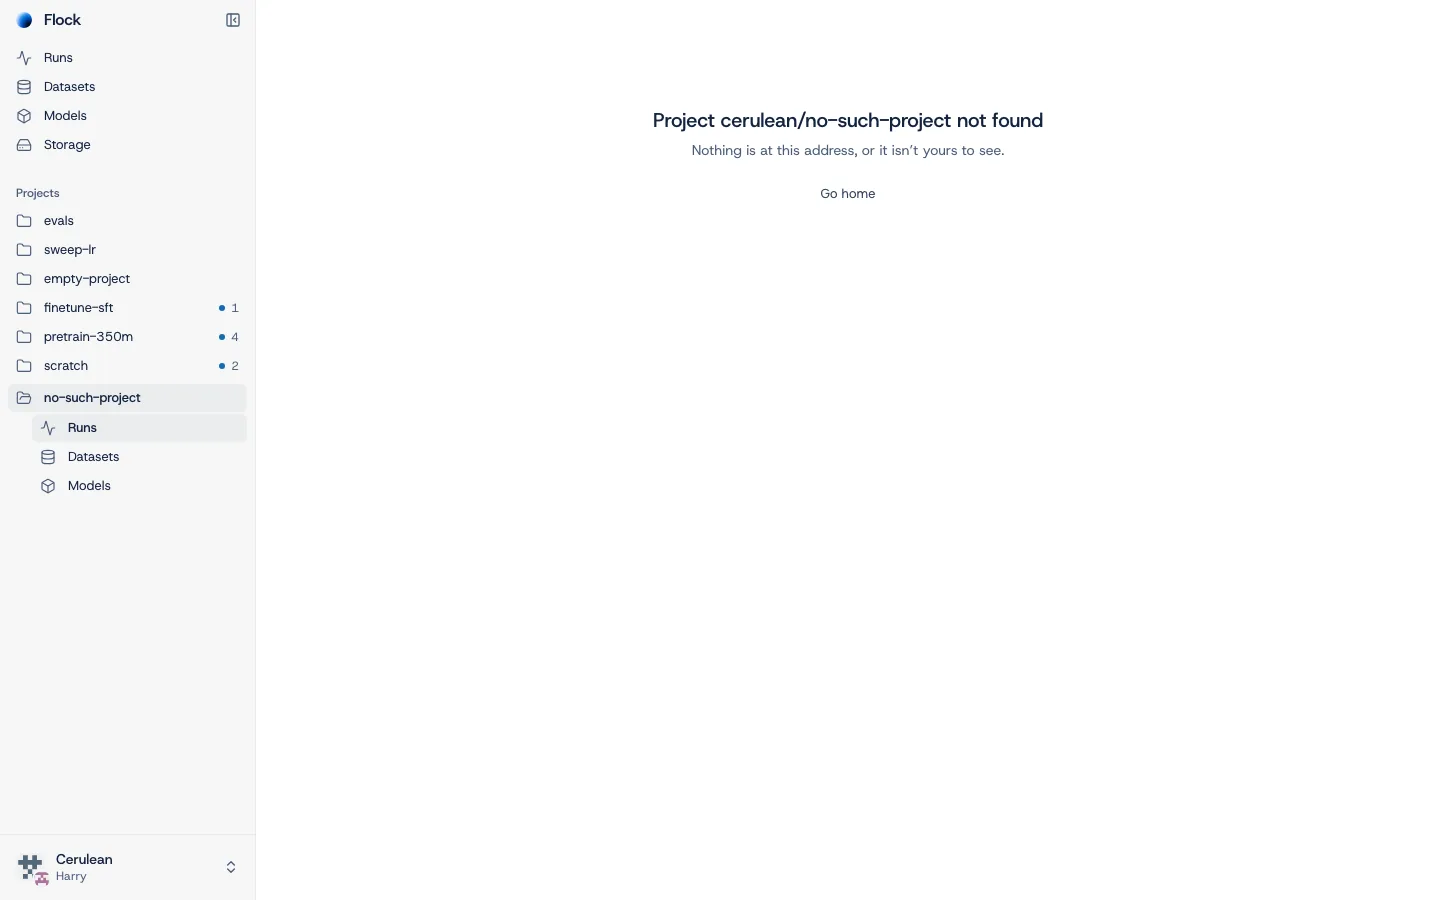 Flock
Runs
Datasets
Models
Storage
Projects
evals
sweep-lr
empty-project
finetune-sft 1
pretrain-350m 4
scratch 2
no-such-project
Runs
Datasets
Models
Cerulean
Harry
Project cerulean/no-such-project not found
Nothing is at this address, or it isn’t yours to see.
Go home